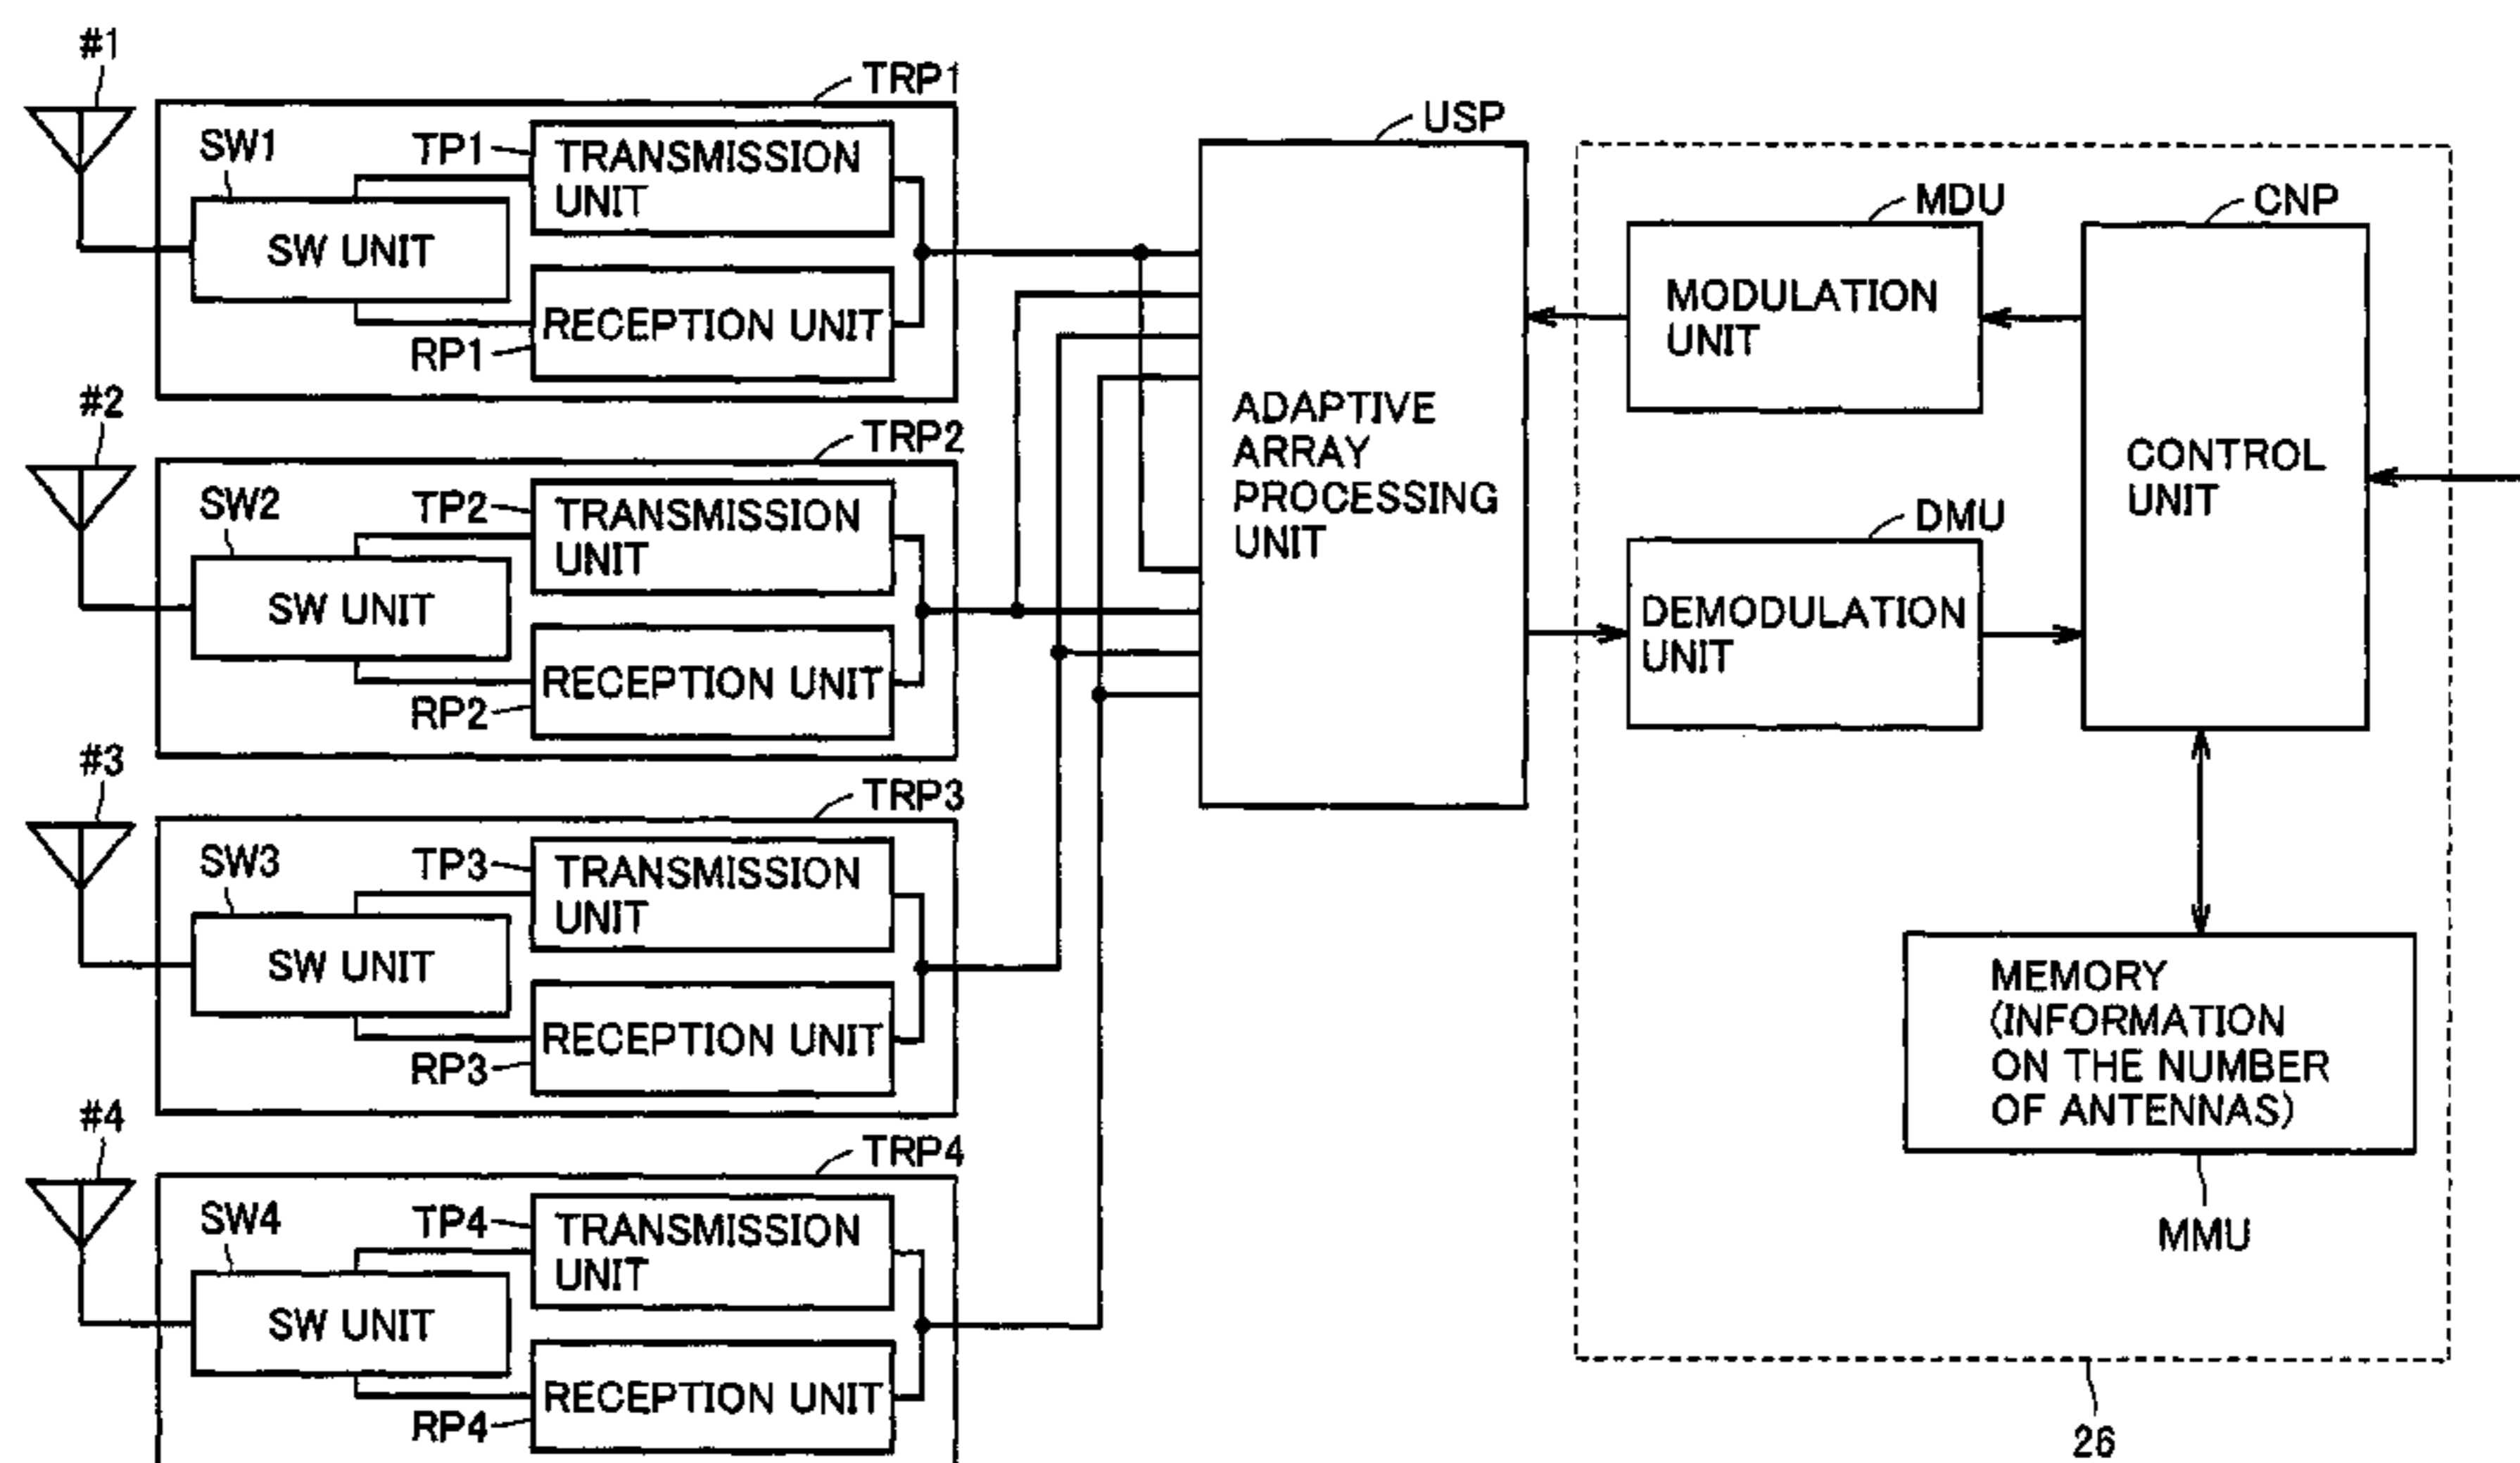 #1
TRP1
SW1
TP1
TRANSMISSION
UNIT
SW UNIT
RECEPTION UNIT
RP1
#2
TRP2
SW2
TP2
TRANSMISSION
UNIT
SW UNIT
RECEPTION UNIT
RP2
#3
TRP3
SW3
TP3
TRANSMISSION
UNIT
SW UNIT
RECEPTION UNIT
RP3
#4
TRP4
SW4
TP4
TRANSMISSION
UNIT
SW UNIT
RECEPTION UNIT
RP4
USP
ADAPTIVE
ARRAY
PROCESSING
UNIT
MDU
MODULATION
UNIT
DMU
DEMODULATION
UNIT
CNP
CONTROL
UNIT
MEMORY
(INFORMATION
ON THE NUMBER
OF ANTENNAS)
MMU
26